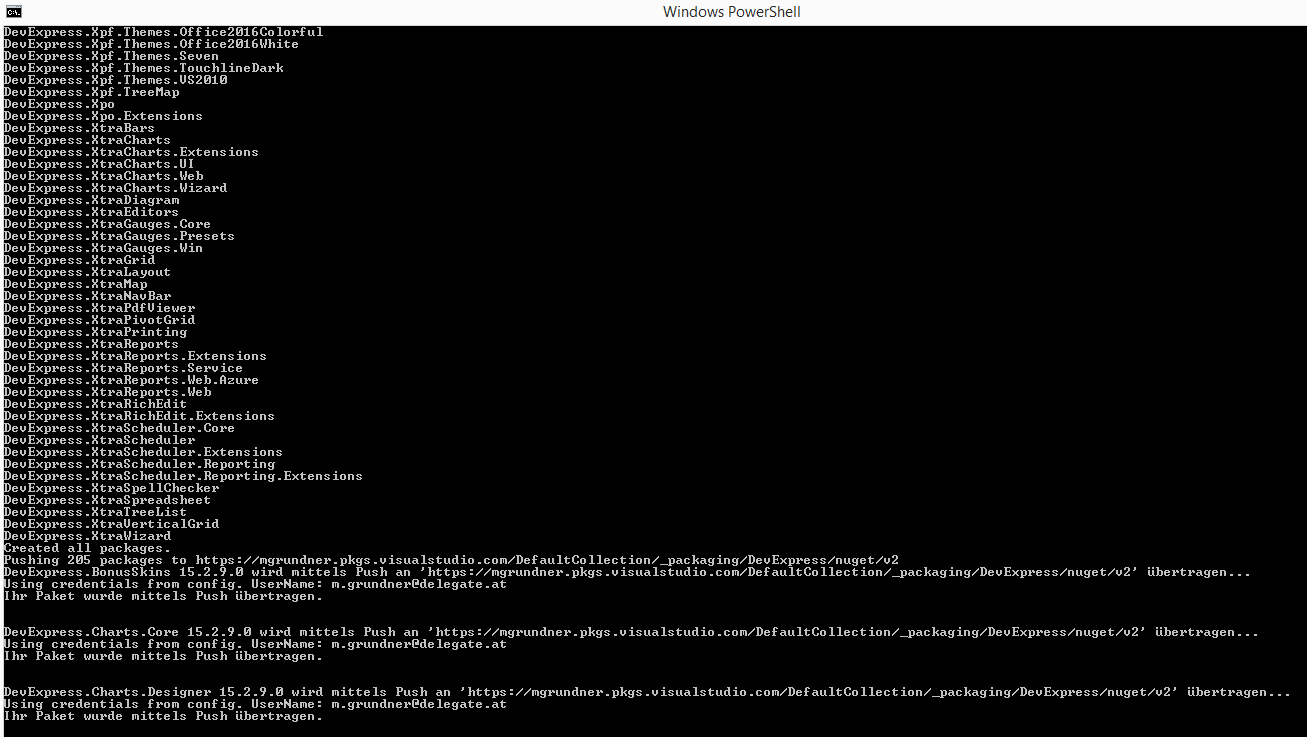 Windows PowerShell
DevExpress.Xpf.Themes.Office2016Colorful
DevExpress.Xpf.Themes.Office2016White
DevExpress.Xpf.Themes.Seven
DevExpress.Xpf.Themes.TouchlineDark
DevExpress.Xpf.Themes.VS2010
DevExpress.Xpf.TreeMap
DevExpress.Xpo
DevExpress.Xpo.Extensions
DevExpress.XtraBars
DevExpress.XtraCharts
DevExpress.XtraCharts.Extensions
DevExpress.XtraCharts.UI
DevExpress.XtraCharts.Web
DevExpress.XtraCharts.Wizard
DevExpress.XtraDiagram
DevExpress.XtraEditors
DevExpress.XtraGauges.Core
DevExpress.XtraGauges.Presets
DevExpress.XtraGauges.Win
DevExpress.XtraGrid
DevExpress.XtraLayout
DevExpress.XtraMap
DevExpress.XtraNavBar
DevExpress.XtraPdfViewer
DevExpress.XtraPivotGrid
DevExpress.XtraPrinting
DevExpress.XtraReports
DevExpress.XtraReports.Extensions
DevExpress.XtraReports.Service
DevExpress.XtraReports.Web.Azure
DevExpress.XtraReports.Web
DevExpress.XtraRichEdit
DevExpress.XtraRichEdit.Extensions
DevExpress.XtraScheduler.Core
DevExpress.XtraScheduler
DevExpress.XtraScheduler.Extensions
DevExpress.XtraScheduler.Reporting
DevExpress.XtraScheduler.Reporting.Extensions
DevExpress.XtraSpellChecker
DevExpress.XtraSpreadsheet
DevExpress.XtraTreeList
DevExpress.XtraVerticalGrid
DevExpress.XtraWizard
Created all packages.
Pushing 205 packages to https://mgrundner.pkgs.visualstudio.com/DefaultCollection/_packaging/DevExpress/nuget/v2
DevExpress.BonusSkins 15.2.9.0 wird mittels Push an 'https://mgrundner.pkgs.visualstudio.com/DefaultCollection/_packaging/DevExpress/nuget/v2' übertragen...
Using credentials from config. UserName: m.grundner@delegate.at
Ihr Paket wurde mittels Push übertragen.
DevExpress.Charts.Core 15.2.9.0 wird mittels Push an 'https://mgrundner.pkgs.visualstudio.com/DefaultCollection/_packaging/DevExpress/nuget/v2' übertragen...
Using credentials from config. UserName: m.grundner@delegate.at
Ihr Paket wurde mittels Push übertragen.
DevExpress.Charts.Designer 15.2.9.0 wird mittels Push an 'https://mgrundner.pkgs.visualstudio.com/DefaultCollection/_packaging/DevExpress/nuget/v2' übertragen...
Using credentials from config. UserName: m.grundner@delegate.at
Ihr Paket wurde mittels Push übertragen.